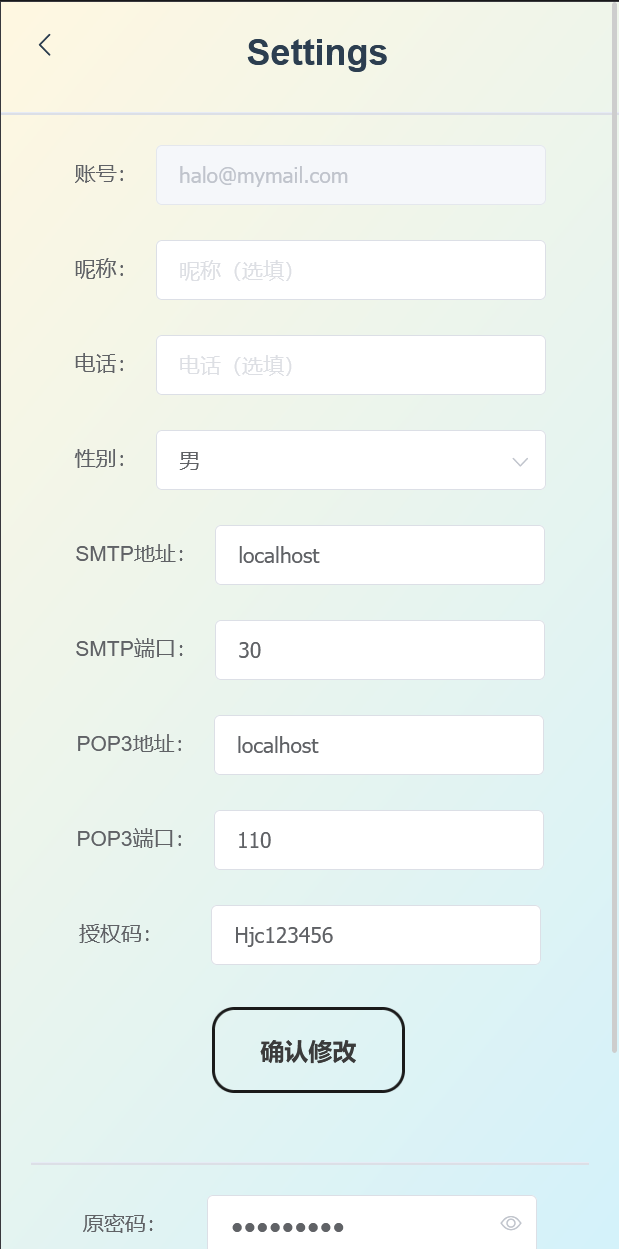 Settings
账号： halo@mymail.com
昵称： 昵称（选填）
电话： 电话（选填）
性别： 男
SMTP地址： localhost
SMTP端口： 30
POP3地址： localhost
POP3端口： 110
授权码： Hjc123456
确认修改
原密码： ●●●●●●●●●